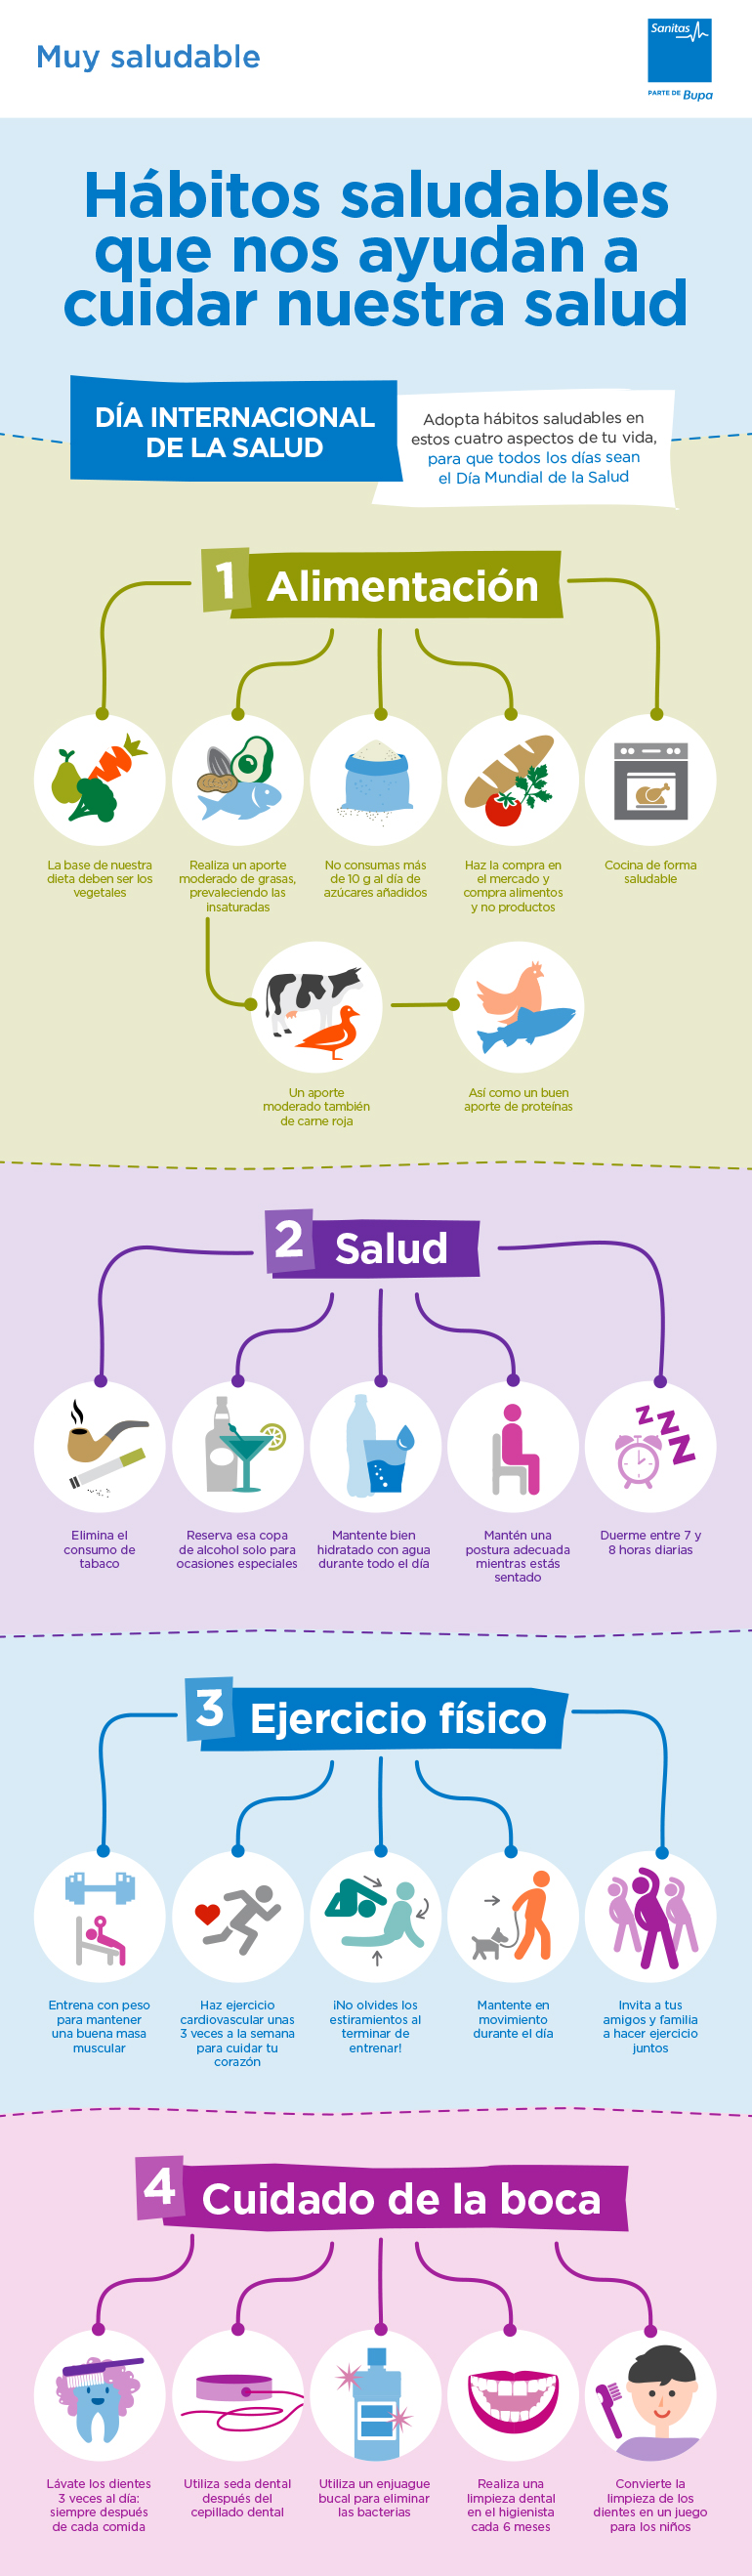 Muy saludable
Sanitas
PARTE DE Bupa
Hábitos saludables
que nos ayudan a
cuidar nuestra salud
DÍA INTERNACIONAL
DE LA SALUD
Adopta hábitos saludables en
estos cuatro aspectos de tu vida,
para que todos los días sean
el Día Mundial de la Salud
1 Alimentación
La base de nuestra
dieta deben ser los
vegetales
Realiza un aporte
moderado de grasas,
prevaleciendo las
insaturadas
No consumas más
de 10 g al día de
azúcares añadidos
Haz la compra en
el mercado y
compra alimentos
y no productos
Cocina de forma
saludable
Un aporte
moderado también
de carne roja
Así como un buen
aporte de proteínas
2 Salud
Z Z Z
Elimina el
consumo de
tabaco
Reserva esa copa
de alcohol solo para
ocasiones especiales
Mantente bien
hidratado con agua
durante todo el día
Mantén una
postura adecuada
mientras estás
sentado
Duerme entre 7 y
8 horas diarias
3 Ejercicio físico
Entrena con peso
para mantener
una buena masa
muscular
Haz ejercicio
cardiovascular unas
3 veces a la semana
para cuidar tu
corazón
¡No olvides los
estiramientos al
terminar de
entrenar!
Mantente en
movimiento
durante el día
Invita a tus
amigos y familia
a hacer ejercicio
juntos
4 Cuidado de la boca
Lávate los dientes
3 veces al día:
siempre después
de cada comida
Utiliza seda dental
después del
cepillado dental
Utiliza un enjuague
bucal para eliminar
las bacterias
Realiza una
limpieza dental
en el higienista
cada 6 meses
Convierte la
limpieza de los
dientes en un juego
para los niños